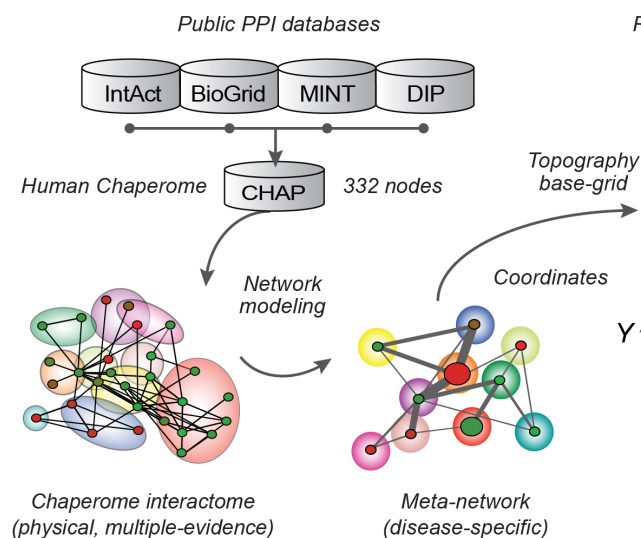 Public PPI databases
P
IntAct
BioGrid
MINT
DIP
Human Chaperome
CHAP
332 nodes
Topography
base-grid
Network
modeling
Coordinates
Y
Chaperome interactome
(physical, multiple-evidence)
Meta-network
(disease-specific)